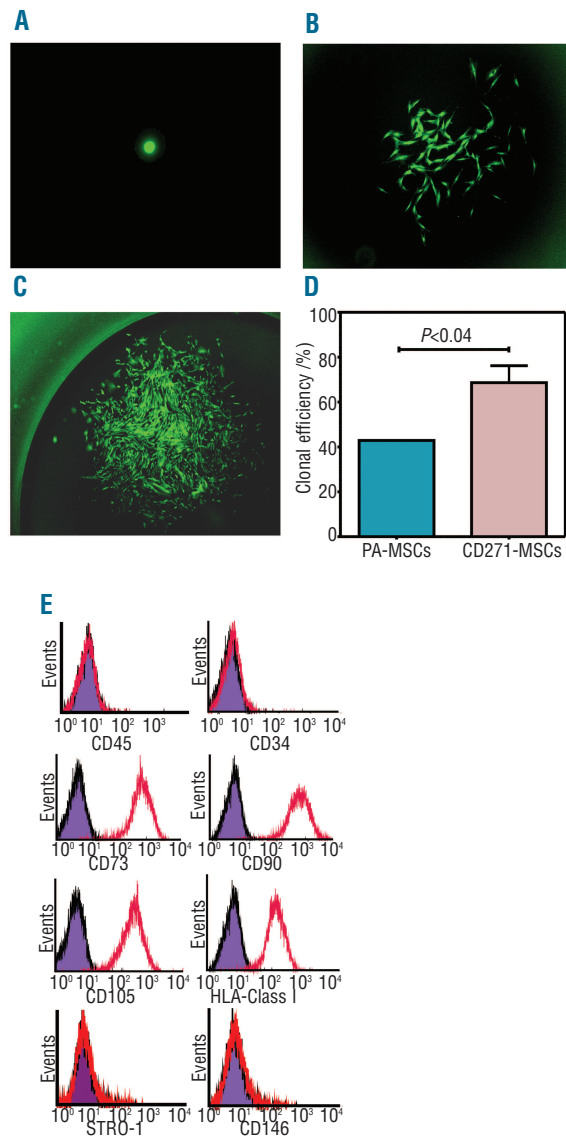 A
B
C
D
100
80
60
40
20
0
Clonal efficiency /%)
P<0.04
PA-MSCs CD271-MSCs
E
Events
10⁰ 10¹ 10² 10³
CD45
Events
10⁰ 10¹ 10² 10³ 10⁴
CD34
Events
10⁰ 10¹ 10² 10³ 10⁴
CD73
Events
10⁰ 10¹ 10² 10³ 10⁴
CD90
Events
10⁰ 10¹ 10² 10³ 10⁴
CD105
Events
10⁰ 10¹ 10² 10³ 10⁴
HLA-Class I
Events
10⁰ 10¹ 10² 10³ 10⁴
STRO-1
Events
10⁰ 10¹ 10² 10³ 10⁴
CD146